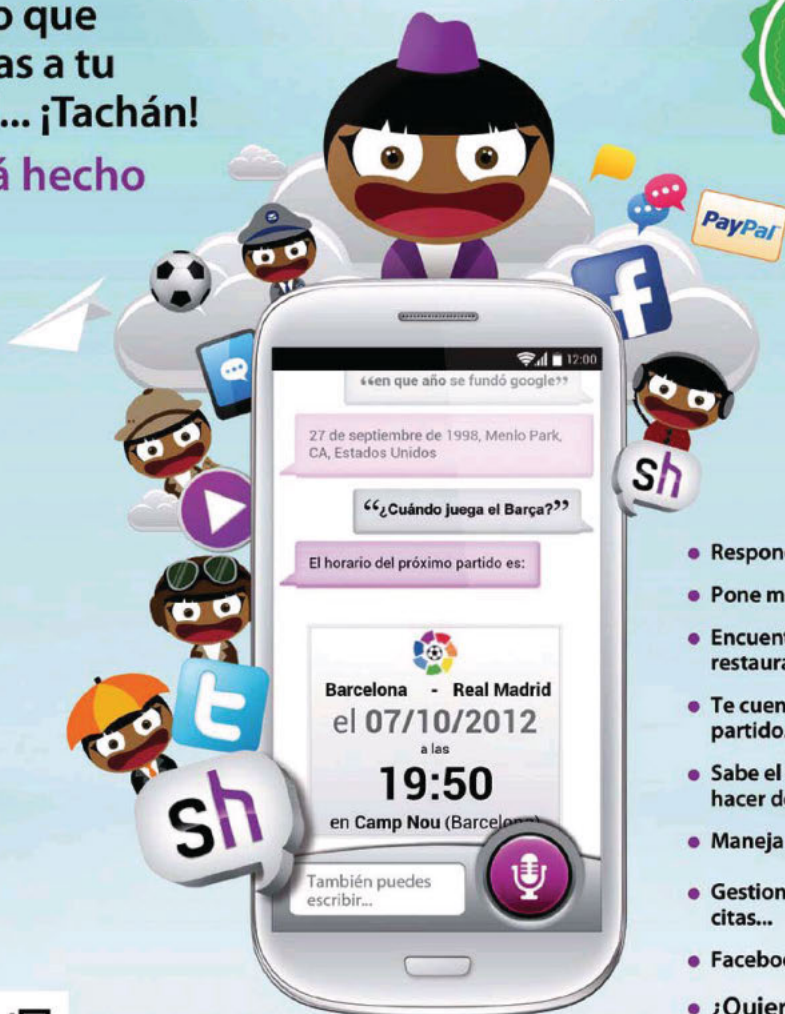 o que
as a tu
... ¡Tachán!
á hecho
PayPal
f
12:00
“en que año se fundó google”
27 de septiembre de 1998, Menlo Park,
CA, Estados Unidos
“¿Cuándo juega el Barça?”
El horario del próximo partido es:
Barcelona - Real Madrid
el 07/10/2012
a las
19:50
en Camp Nou (Barcelona)
También puedes
escribir...
t
sh
sh
• Respon
• Pone m
• Encuent
restaura
• Te cuen
partido
• Sabe el
hacer d
• Maneja
• Gestion
citas...
• Facebo
• ¿Quier